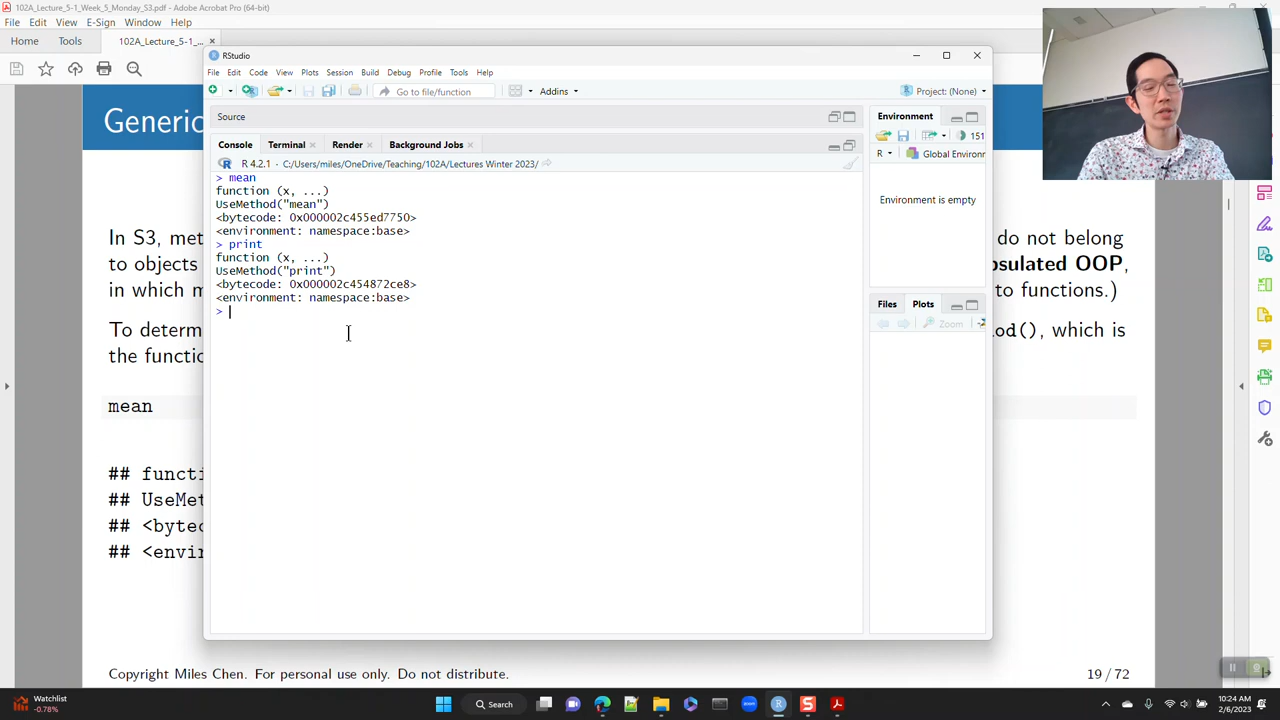 102A_Lecture_5-1_Week_5_Monday_S3.pdf - Adobe Acrobat Pro (64-bit)
File Edit View E-Sign Window Help
Home Tools 102A_Lecture_5-1_... ×
Generic
In S3, met
do not belong
to objects
psulated OOP,
in which m
to functions.)
To determ
nod(), which is
the functio
mean
## functi
## UseMet
## <bytec
## <envir
Copyright Miles Chen. For personal use only. Do not distribute.
19 / 72
RStudio
File Edit Code View Plots Session Build Debug Profile Tools Help
Go to file/function
Addins
Project: (None)
Source
Console Terminal × Render × Background Jobs ×
R 4.2.1 · C:/Users/miles/OneDrive/Teaching/102A/Lectures Winter 2023/
> mean
function (x, ...)
UseMethod("mean")
<bytecode: 0x000002c455ed7750>
<environment: namespace:base>
> print
function (x, ...)
UseMethod("print")
<bytecode: 0x000002c454872ce8>
<environment: namespace:base>
>
Environment
151
R
Global Environr
Environment is empty
Files Plots
Zoom
Watchlist
-0.78%
Search
zoom
10:24 AM
2/6/2023